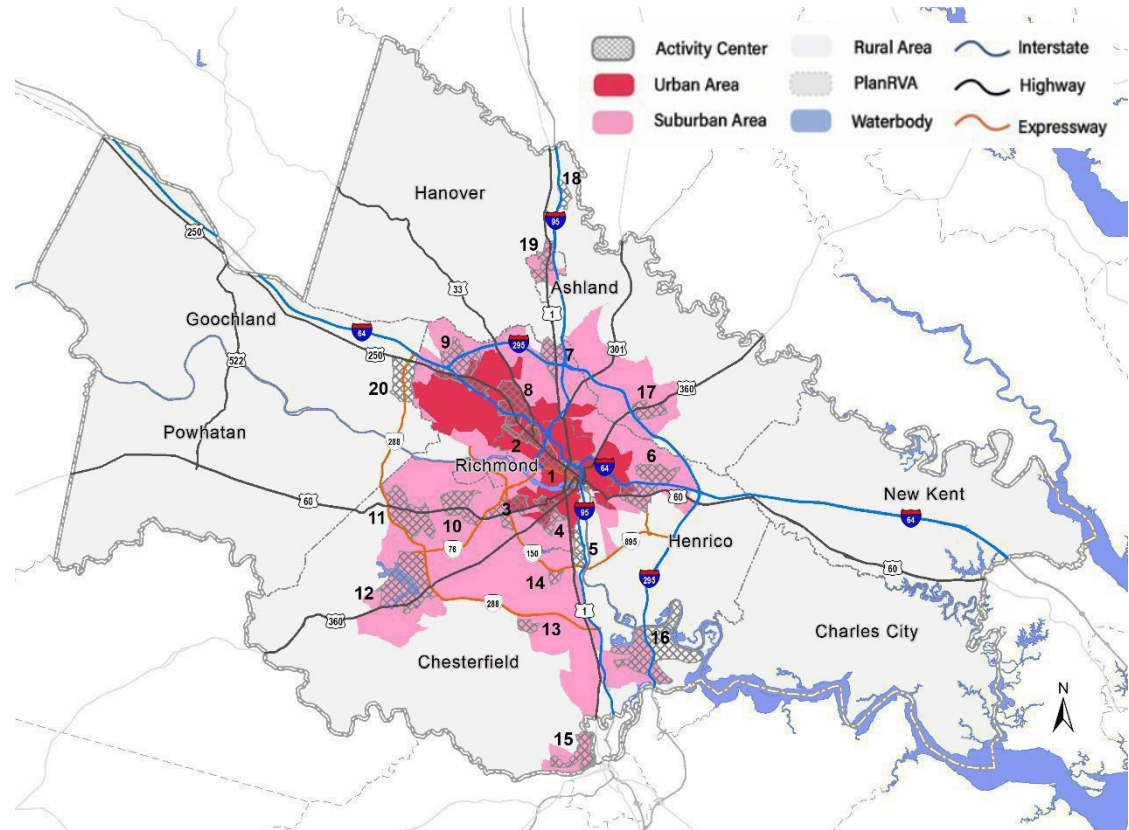 Activity Center
Rural Area
Interstate
Urban Area
PlanRVA
Highway
Suburban Area
Waterbody
Expressway
18
Hanover
95
250
19
Ashland
33
1
Goochland
64
9
295
7
301
250
522
360
20
8
17
Powhatan
288
2
Richmond
6
1
64
60
60
New Kent
11
10
3
95
64
4
Henrico
76
150
5
895
60
14
295
12
288
1
13
16
360
Charles City
Chesterfield
N
15